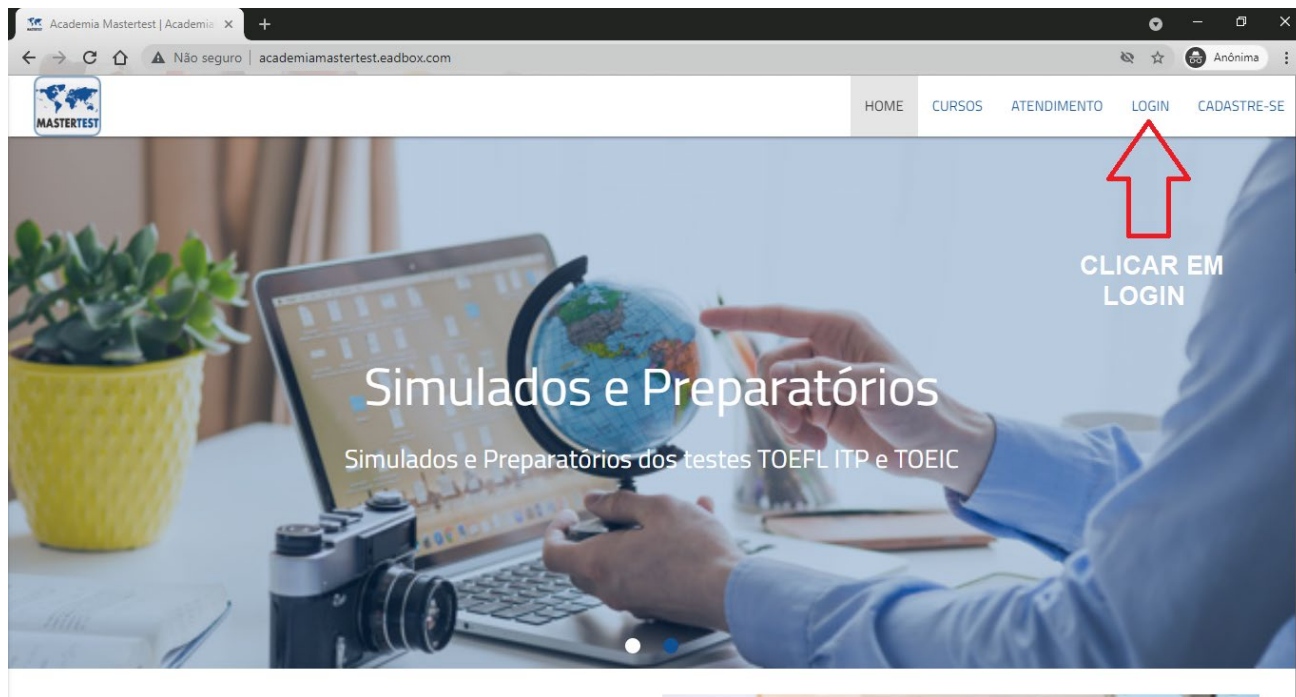 Academia Mastertest | Academia
Não seguro | academiamastertest.eadbox.com
Anônima
MASTERTEST
HOME CURSOS ATENDIMENTO LOGIN CADASTRE-SE
CLICAR EM
LOGIN
Simulados e Preparatórios
Simulados e Preparatórios dos testes TOEFL ITP e TOEIC